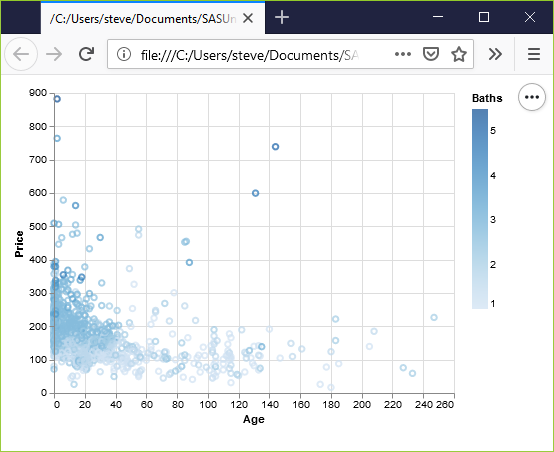 /C:/Users/steve/Documents/SASUn
file:///C:/Users/steve/Documents/SA
Baths
5
4
3
2
1
900
800
700
600
500
400
300
200
100
0
Price
0 20 40 60 80 100 120 140 160 180 200 220 240 260
Age